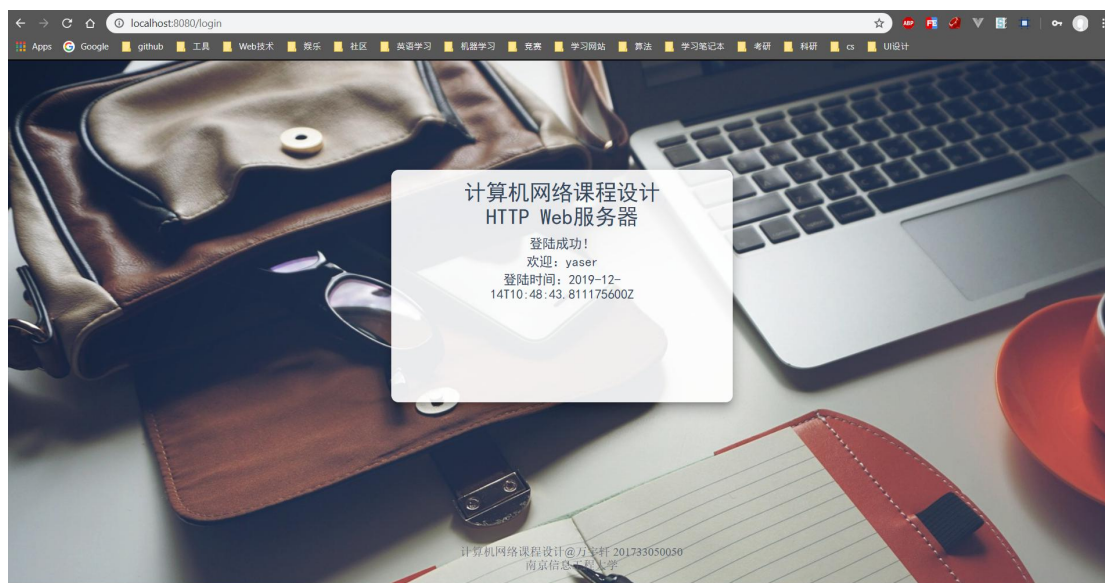 localhost:8080/login
Apps Google github 工具 Web技术 娱乐 社区 英语学习 机器学习 竞赛 学习网站 算法 学习笔记本 考研 科研 cs UI设计
计算机网络课程设计
HTTP Web服务器
登陆成功!
欢迎: yaser
登陆时间: 2019-12-
14T10:48:43.811175600Z
计算机网络课程设计@万宇轩 201733050050
南京信息工程大学